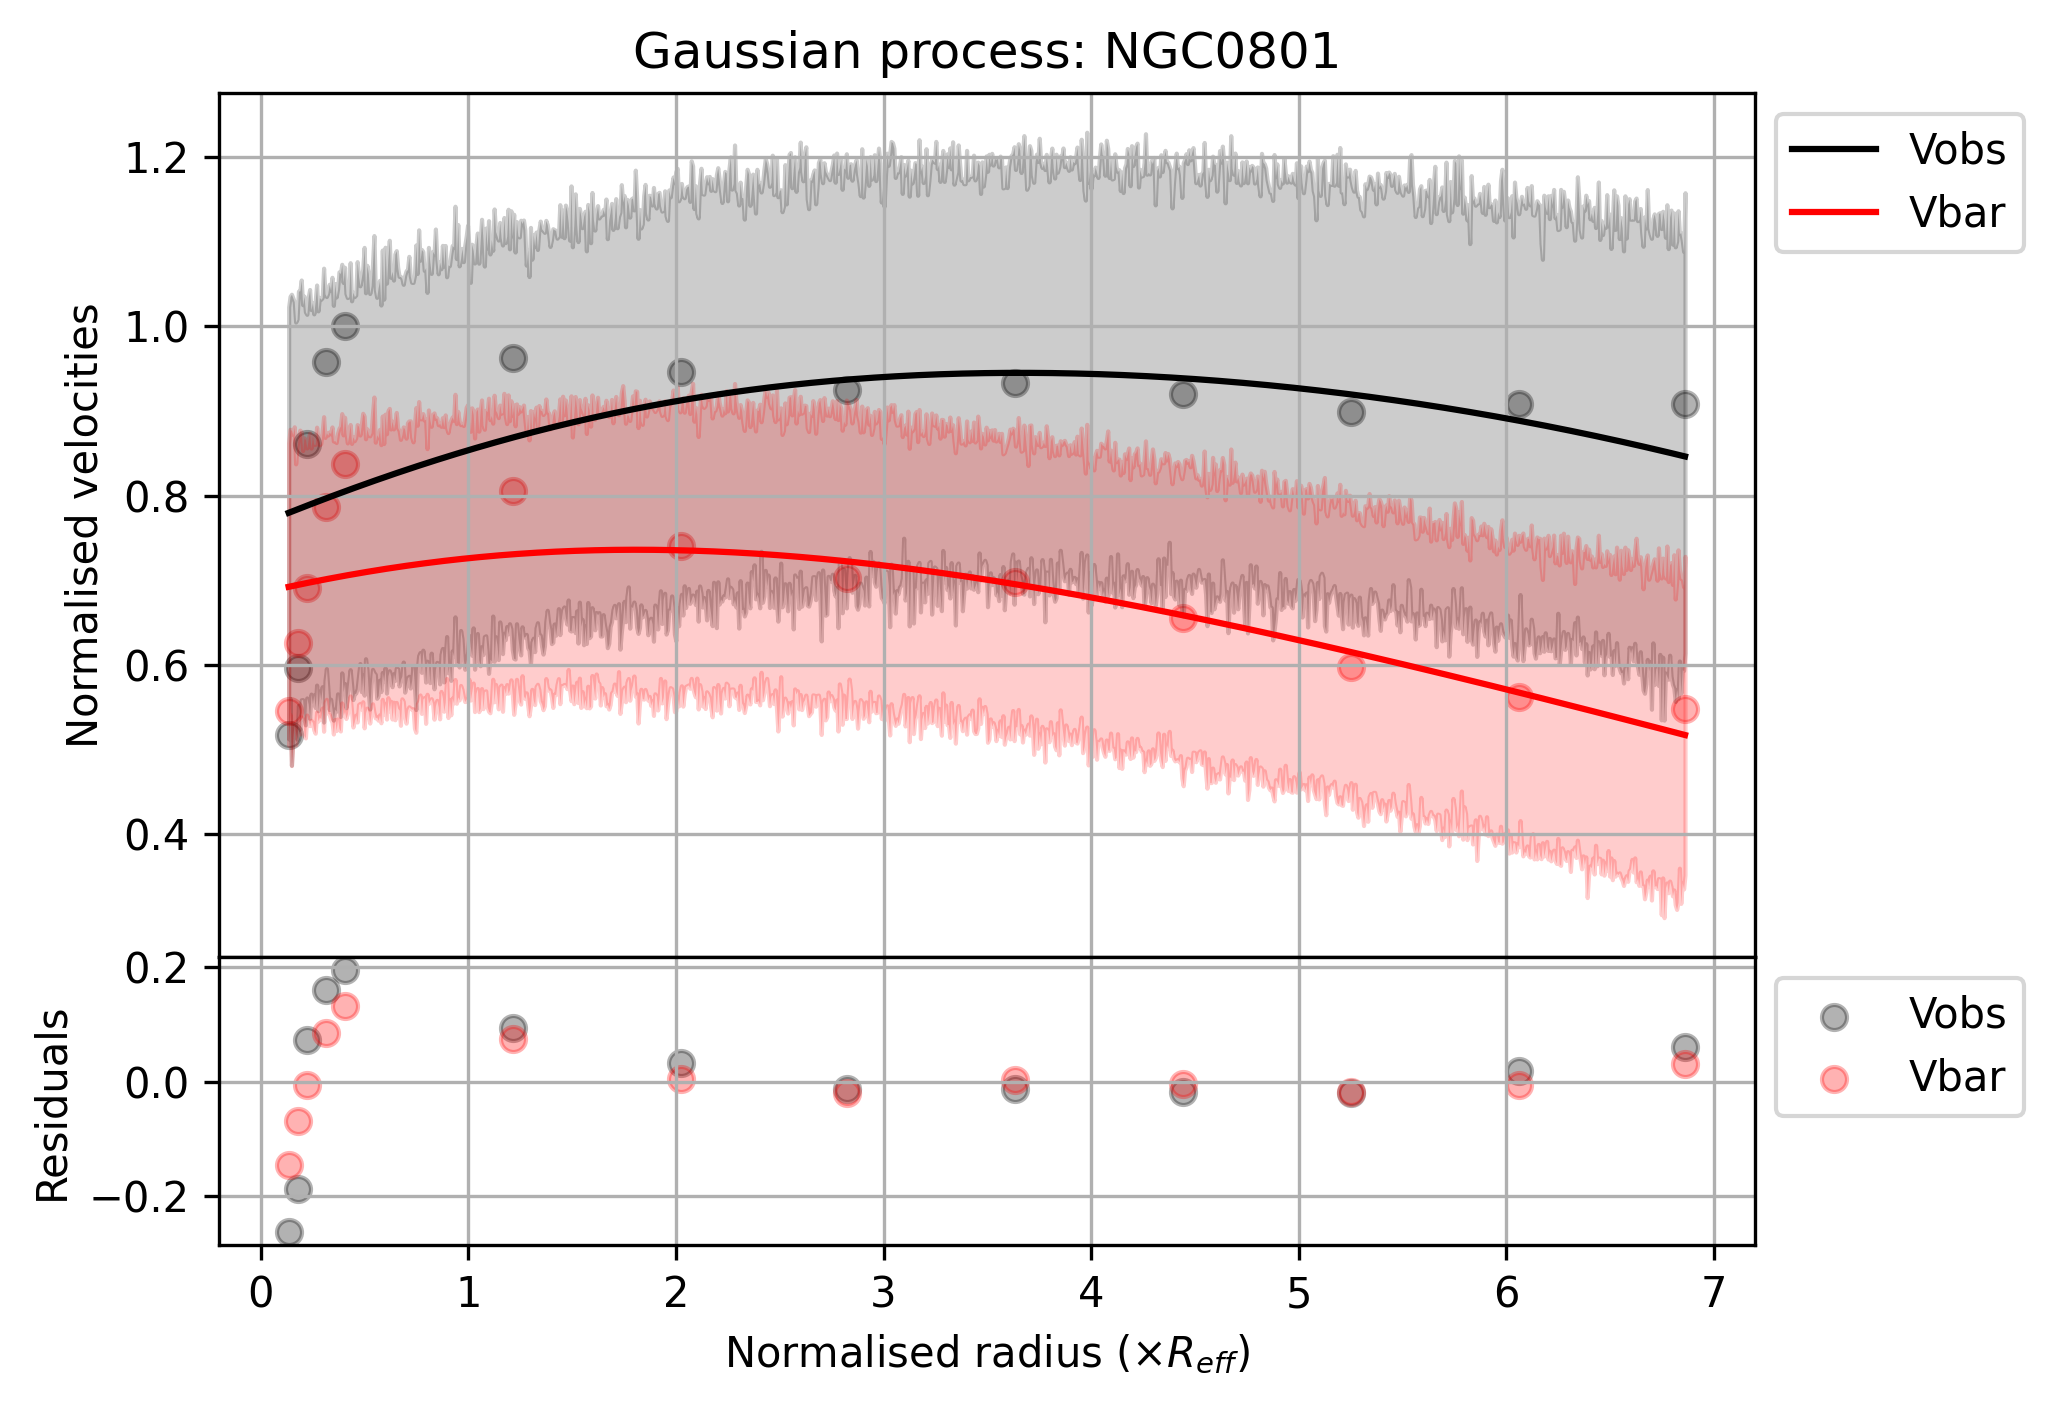 Gaussian process: NGC0801
Normalised velocities
1.2
1.0
0.8
0.6
0.4
Vobs
Vbar
Residuals
0.2
0.0
−0.2
Vobs
Vbar
0 1 2 3 4 5 6 7
Normalised radius (×R_eff)